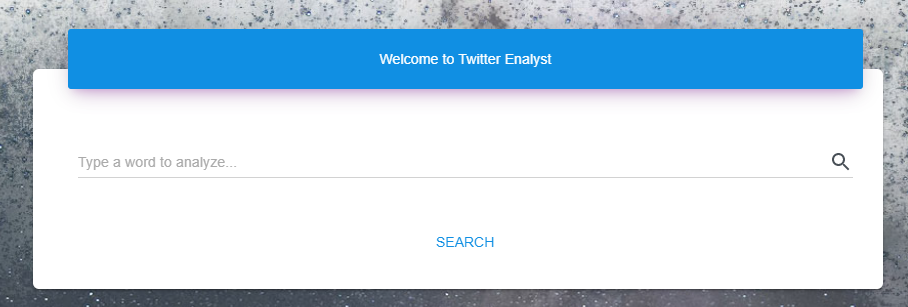 Welcome to Twitter Enalyst
Type a word to analyze...
SEARCH